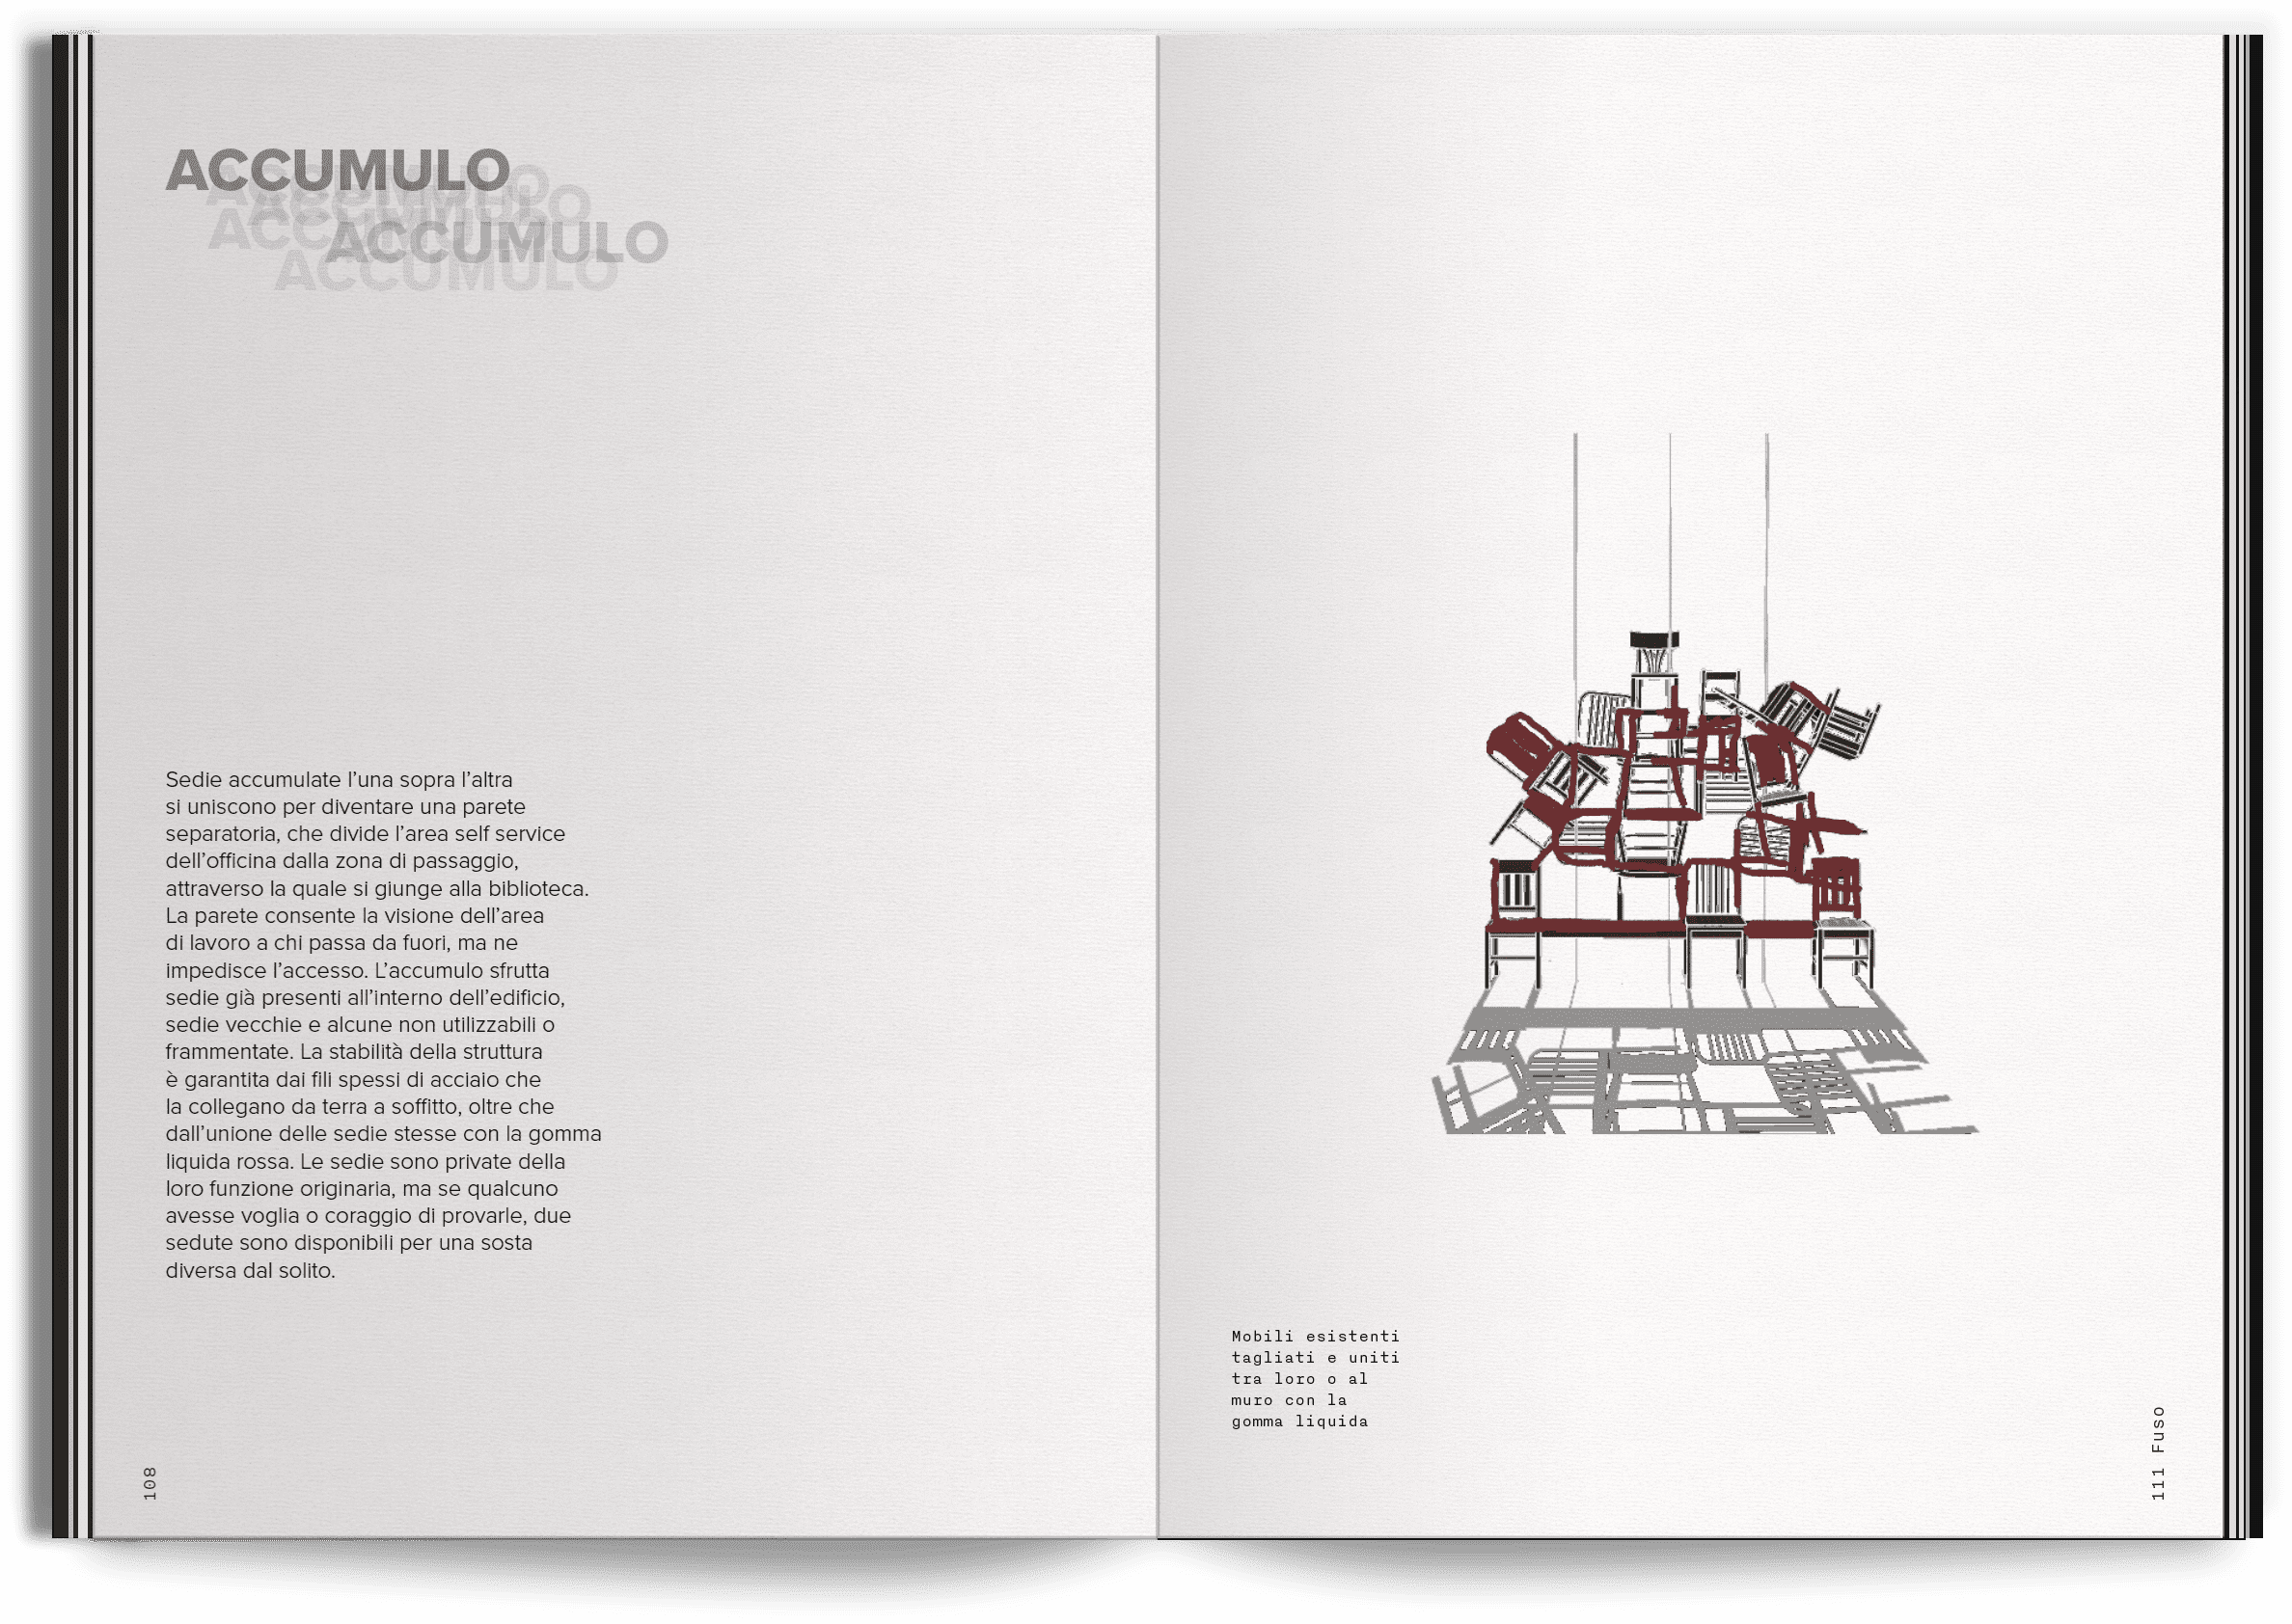 ACCUMULO
ACCUMULO
ACCUMULO
ACCUMULO
ACCUMULO
ACCUMULO
Sedie accumulate l’una sopra l’altra
si uniscono per diventare una parete
separatoria, che divide l’area self service
dell’officina dalla zona di passaggio,
attraverso la quale si giunge alla biblioteca.
La parete consente la visione dell’area
di lavoro a chi passa da fuori, ma ne
impedisce l’accesso. L’accumulo sfrutta
sedie già presenti all’interno dell’edificio,
sedie vecchie e alcune non utilizzabili o
frammentate. La stabilità della struttura
è garantita dai fili spessi di acciaio che
la collegano da terra a soffitto, oltre che
dall’unione delle sedie stesse con la gomma
liquida rossa. Le sedie sono private della
loro funzione originaria, ma se qualcuno
avesse voglia o coraggio di provarle, due
sedute sono disponibili per una sosta
diversa dal solito.
108
Mobili esistenti
tagliati e uniti
tra loro o al
muro con la
gomma liquida
111 Fuso